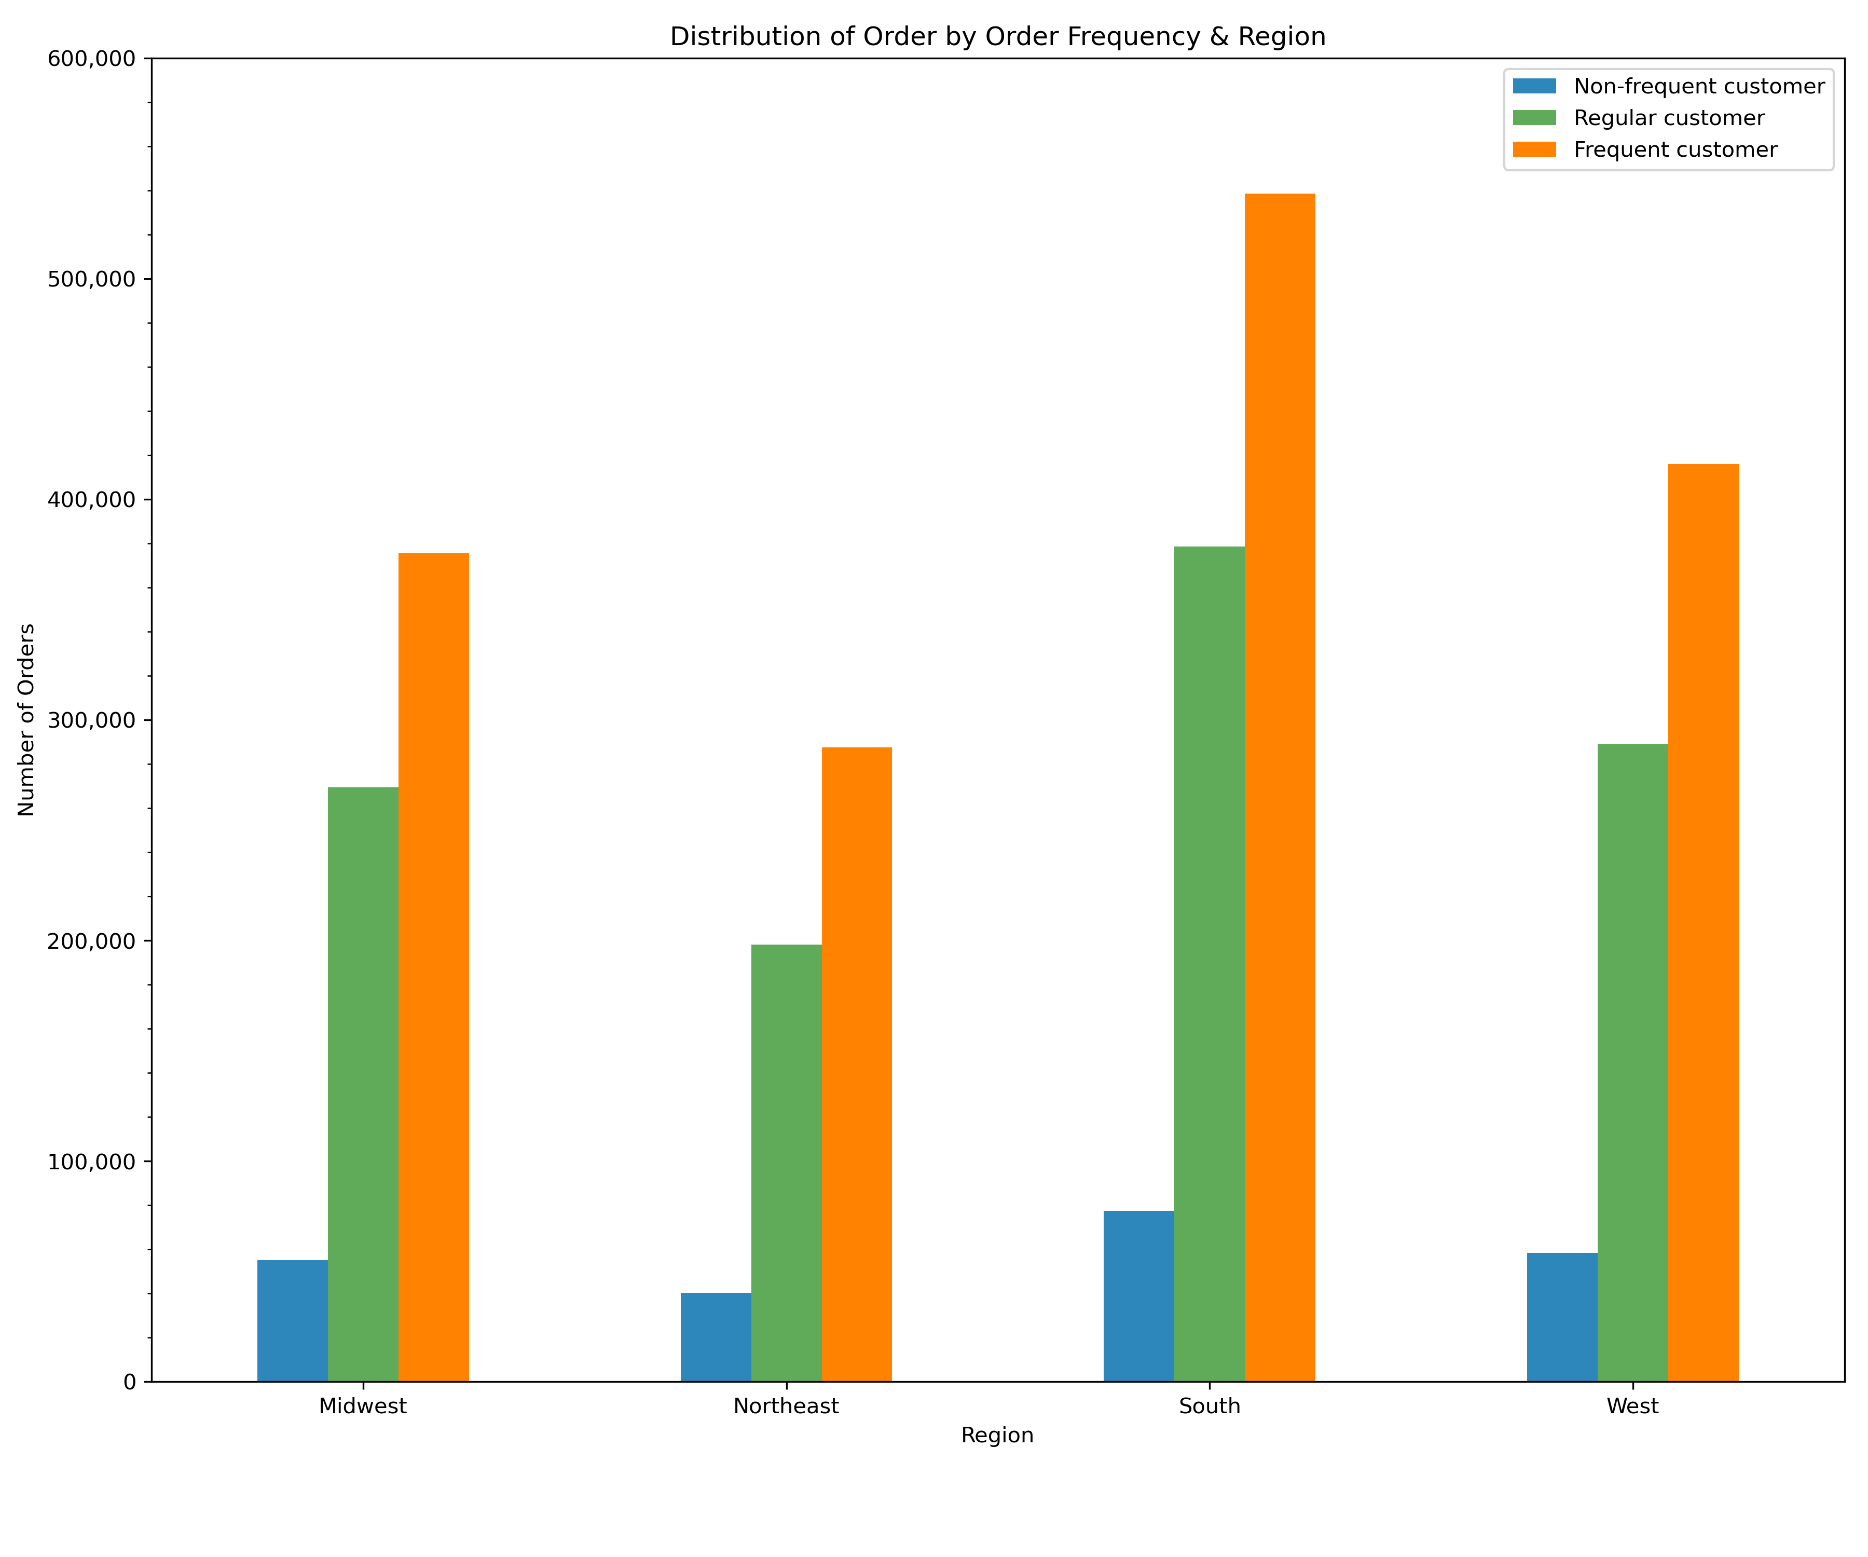 Distribution of Order by Order Frequency & Region
Non-frequent customer
Regular customer
Frequent customer
600,000
500,000
400,000
300,000
200,000
100,000
0
Number of Orders
Midwest
Northeast
South
West
Region